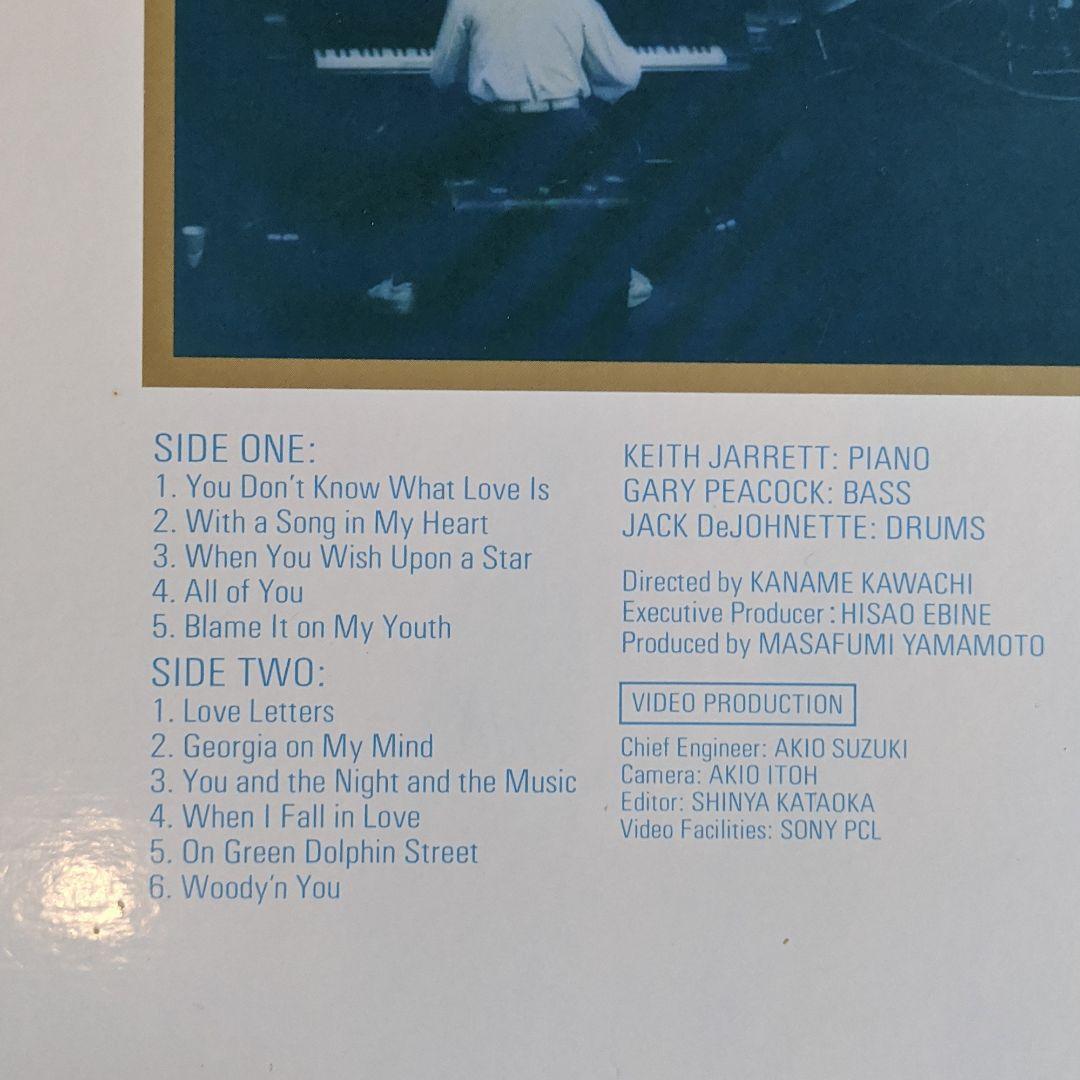 SIDE ONE:
1. You Don't Know What Love Is
2. With a Song in My Heart
3. When You Wish Upon a Star
4. All of You
5. Blame It on My Youth
SIDE TWO:
1. Love Letters
2. Georgia on My Mind
3. You and the Night and the Music
4. When I Fall in Love
5. On Green Dolphin Street
6. Woody'n You
KEITH JARRETT: PIANO
GARY PEACOCK: BASS
JACK DeJOHNETTE: DRUMS
Directed by KANAME KAWACHI
Executive Producer: HISAO EBINE
Produced by MASAFUMI YAMAMOTO
VIDEO PRODUCTION
Chief Engineer: AKIO SUZUKI
Camera: AKIO ITOH
Editor: SHINYA KATAOKA
Video Facilities: SONY PCL